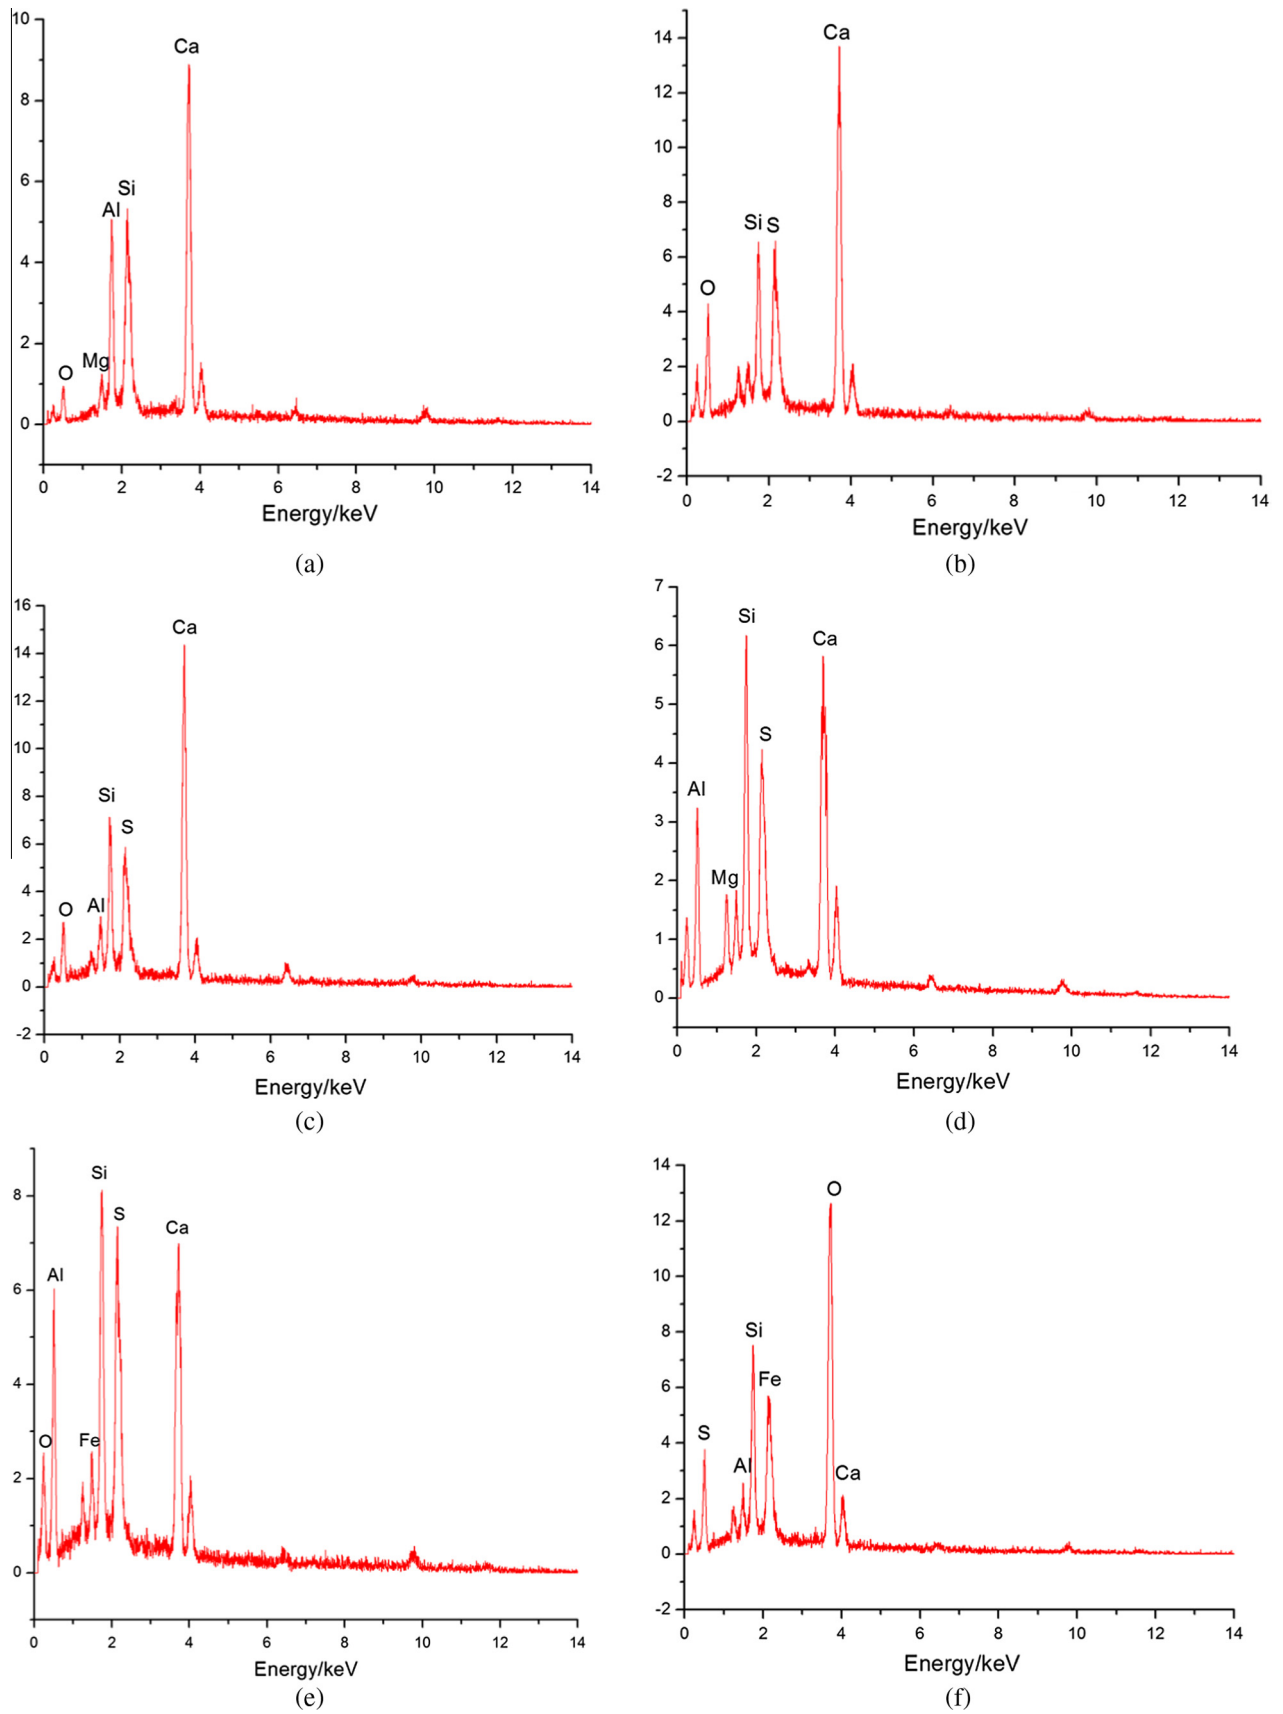 10
8
6
4
2
0
Ca
Si
Al
Mg
O
0 2 4 6 8 10 12 14
Energy/keV
(a)
14
12
10
8
6
4
2
0
-2
Ca
Si S
O
0 2 4 6 8 10 12 14
Energy/keV
(b)
16
14
12
10
8
6
4
2
0
-2
Ca
Si
S
O Al
0 2 4 6 8 10 12 14
Energy/keV
(c)
7
6
5
4
3
2
1
0
Si
Ca
S
Al
Mg
0 2 4 6 8 10 12 14
Energy/keV
(d)
8
6
4
2
0
Si
S
Ca
Al
O Fe
0 2 4 6 8 10 12 14
Energy/keV
(e)
14
12
10
8
6
4
2
0
-2
O
Si
Fe
S
Al Ca
0 2 4 6 8 10 12 14
Energy/keV
(f)